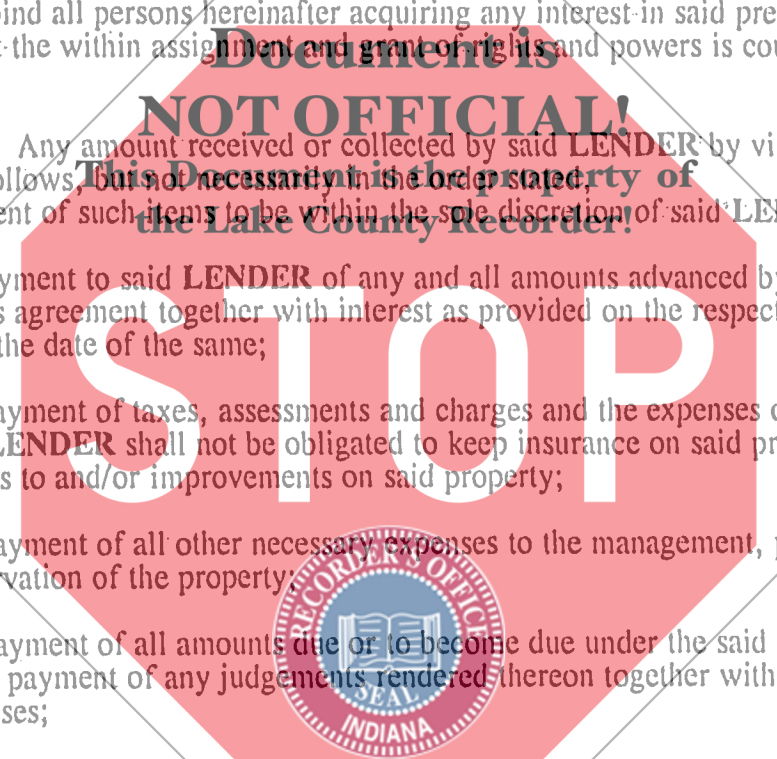 ind all persons hereinafter acquiring any interest in said pre
the within assignment and grant of rights and powers is cou
Document is
NOT OFFICIAL!
Any amount received or collected by said LENDER by vi
ollows, but not necessarily in the order stated,
This Document is the property of
ent of such items to be within the sole discretion of said LEN
the Lake County Recorder!
yment to said LENDER of any and all amounts advanced by
s agreement together with interest as provided on the respect
the date of the same;
STOP
ayment of taxes, assessments and charges and the expenses o
LENDER shall not be obligated to keep insurance on said pr
s to and/or improvements on said property;
ayment of all other necessary expenses to the management, p
rvation of the property;
RECORDER'S OFFICE
ayment of all amounts due or to become due under the said
payment of any judgements rendered thereon together with
SEAL
ses;
INDIANA